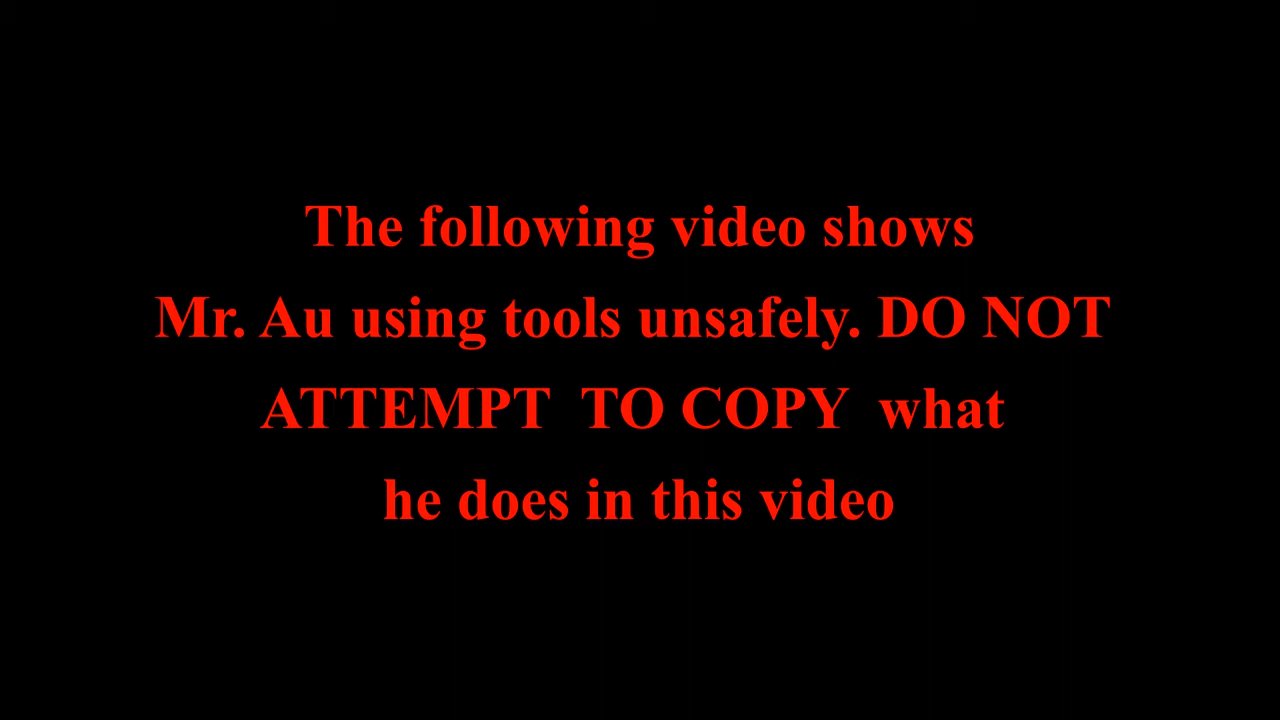 The following video shows
Mr. Au using tools unsafely. DO NOT
ATTEMPT  TO COPY  what
he does in this video